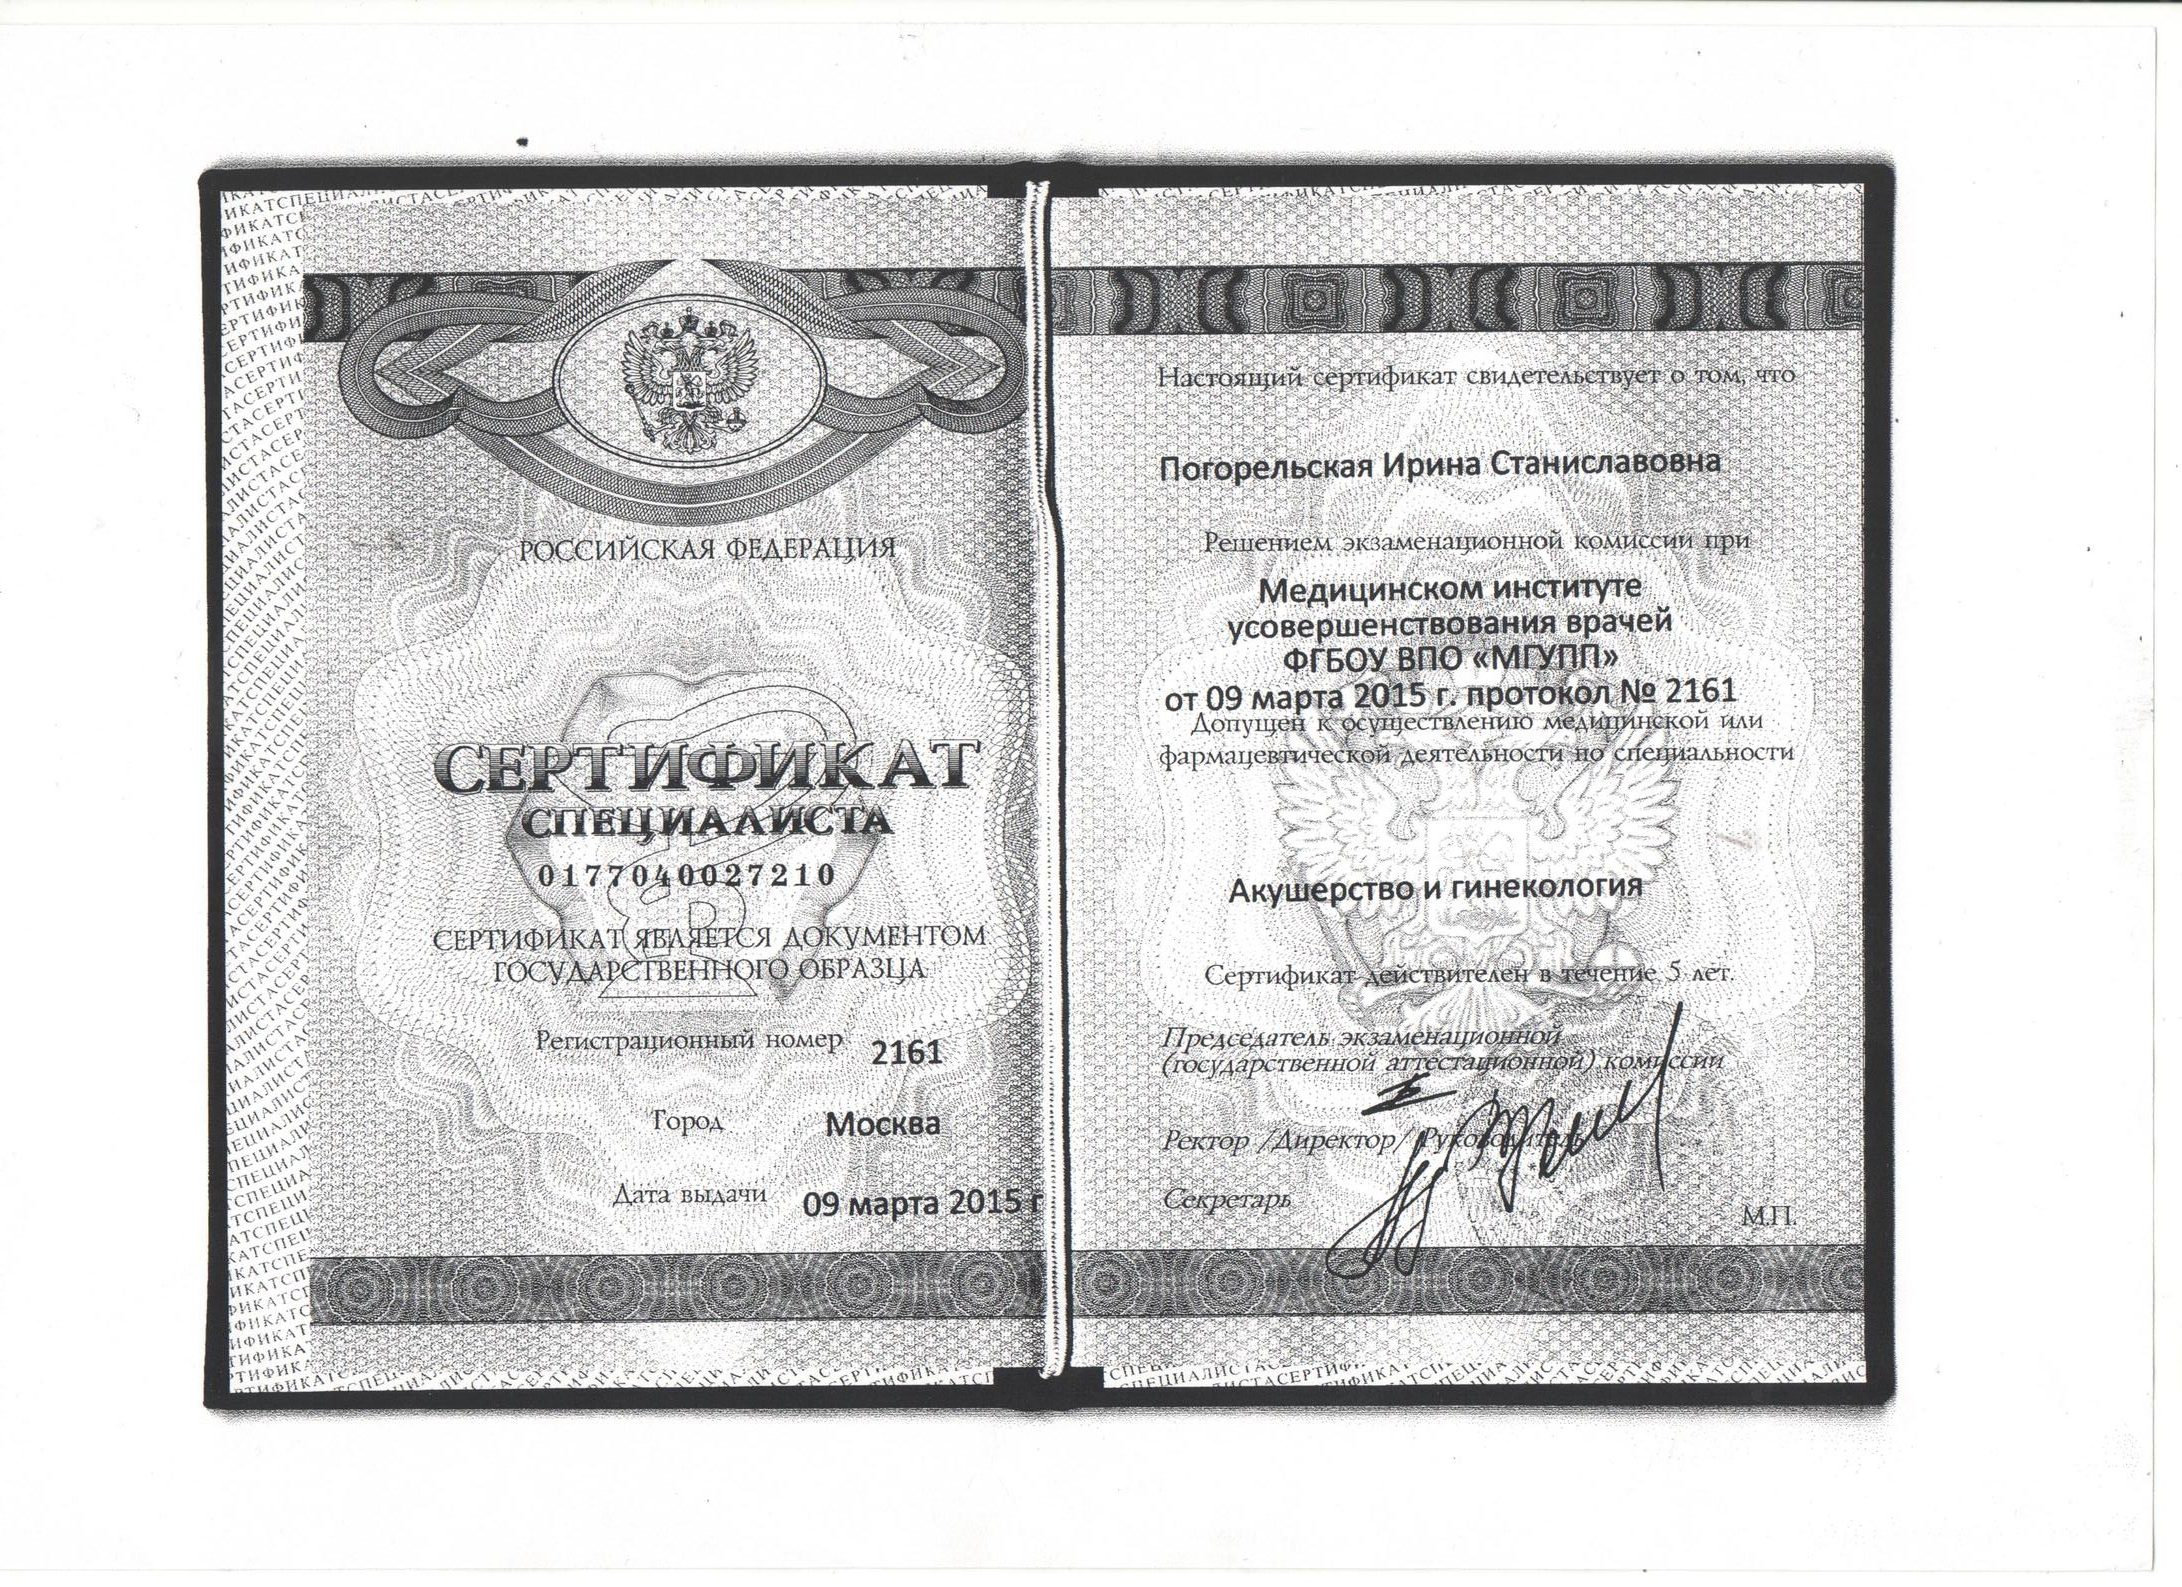 РОССИЙСКАЯ ФЕДЕРАЦИЯ
СЕРТИФИКАТ
СПЕЦИАЛИСТА
0177040027210
СЕРТИФИКАТ ЯВЛЯЕТСЯ ДОКУМЕНТОМ
ГОСУДАРСТВЕННОГО ОБРАЗЦА
Регистрационный номер 2161
Город Москва
Дата выдачи 09 марта 2015 г
Настоящий сертификат свидетельствует о том, что
Погорельская Ирина Станиславовна
Решением экзаменационной комиссии при
Медицинском институте
усовершенствования врачей
ФГБОУ ВПО «МГУПП»
от 09 марта 2015 г. протокол № 2161
Допущен к осуществлению медицинской или
фармацевтической деятельности по специальности
Акушерство и гинекология
Сертификат действителен в течение 5 лет.
Председатель экзаменационной
(государственной аттестационной) комиссии
Ректор /Директор/ Руководитель
Секретарь
М.П.